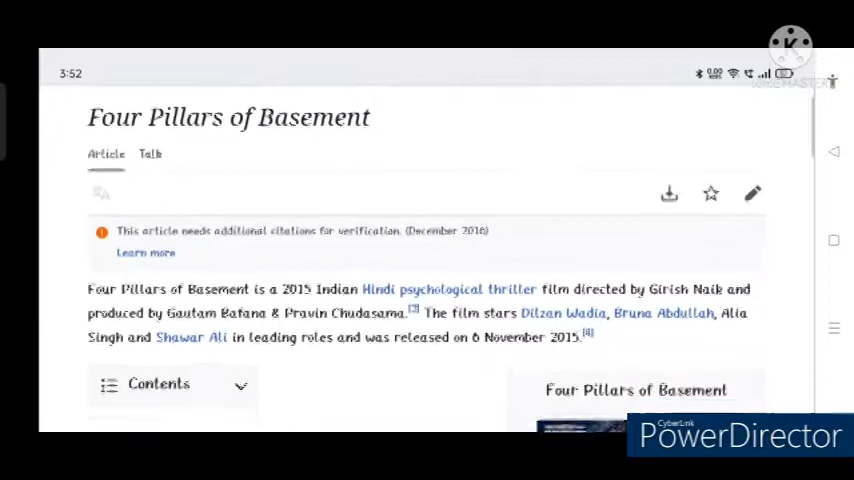 3:52
KINEMASTER
Four Pillars of Basement
Article Talk
This article needs additional citations for verification. (December 2016)
Learn more
Four Pillars of Basement is a 2015 Indian Hindi psychological thriller film directed by Girish Naik and
produced by Gautam Bafana & Pravin Chudasama.[3] The film stars Dilzan Wadia, Bruna Abdullah, Alia
Singh and Shawar Ali in leading roles and was released on 6 November 2015.[4]
Contents
Four Pillars of Basement
CyberLink
PowerDirector